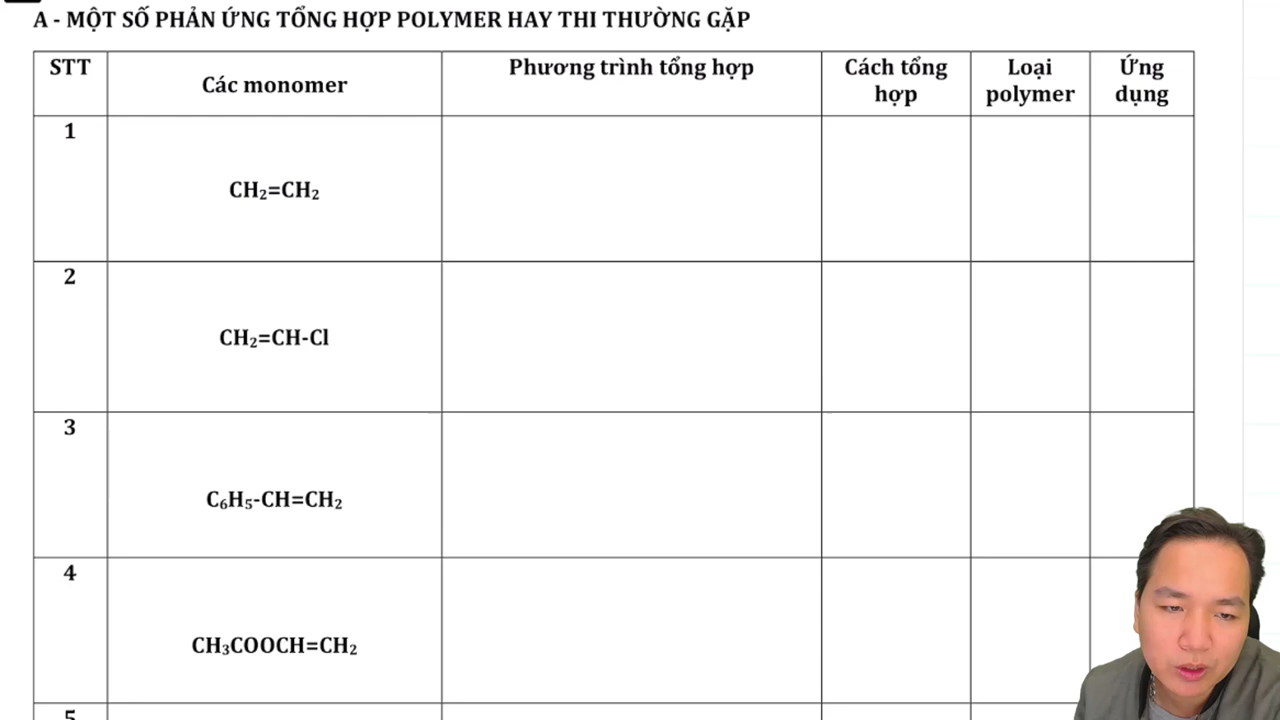 A - MỘT SỐ PHẢN ỨNG TỔNG HỢP POLYMER HAY THI THƯỜNG GẶP
STT
Các monomer
Phương trình tổng hợp
Cách tổng
hợp
Loại
polymer
Ứng
dụng
1
CH₂=CH₂
2
CH₂=CH-Cl
3
C₆H₅-CH=CH₂
4
CH₃COOCH=CH₂
5